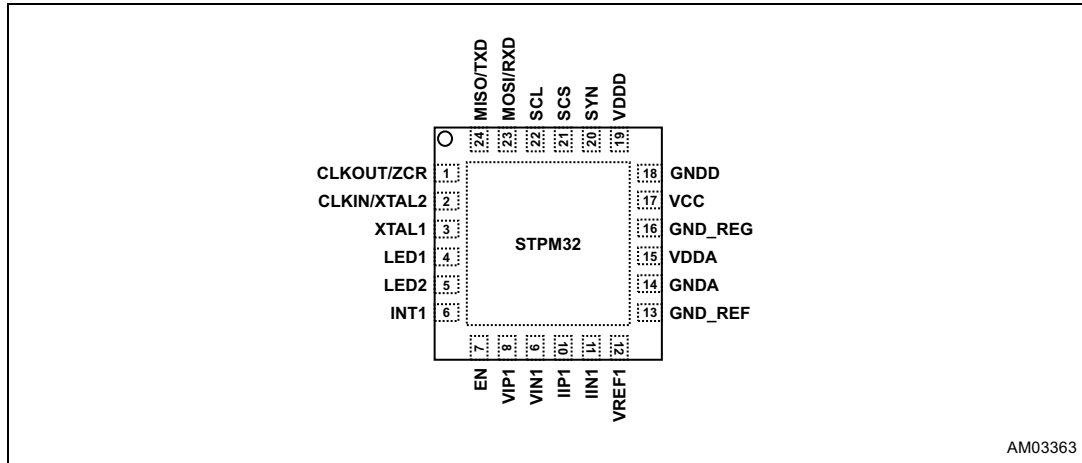 MISO/TXD
MOSI/RXD
SCL
SCS
SYN
VDDD
24
23
22
21
20
19
CLKOUT/ZCR 1
CLKIN/XTAL2 2
XTAL1 3
LED1 4
LED2 5
INT1 6
STPM32
18 GNDD
17 VCC
16 GND_REG
15 VDDA
14 GNDA
13 GND_REF
7
8
9
10
11
12
EN
VIP1
VIN1
IIP1
IIN1
VREF1
AM03363